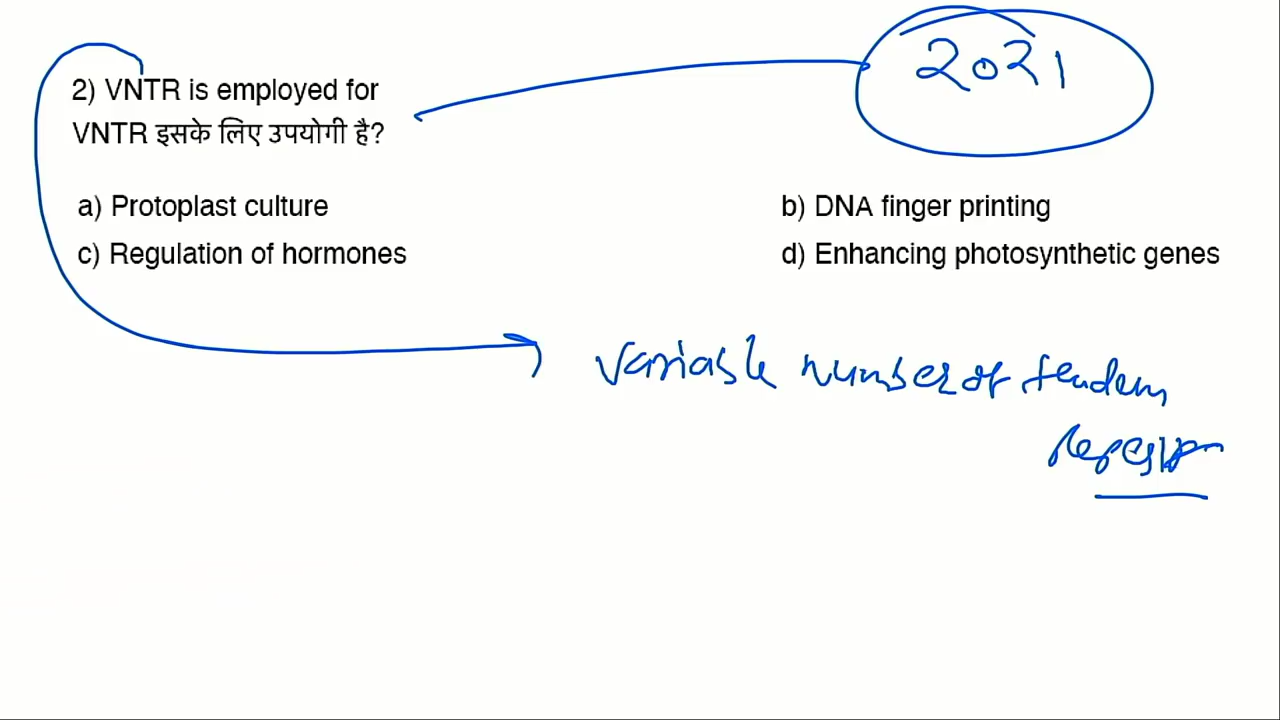 2021
2) VNTR is employed for
VNTR इसके लिए उपयोगी है?
a) Protoplast culture
b) DNA finger printing
c) Regulation of hormones
d) Enhancing photosynthetic genes
Variable number of tandem